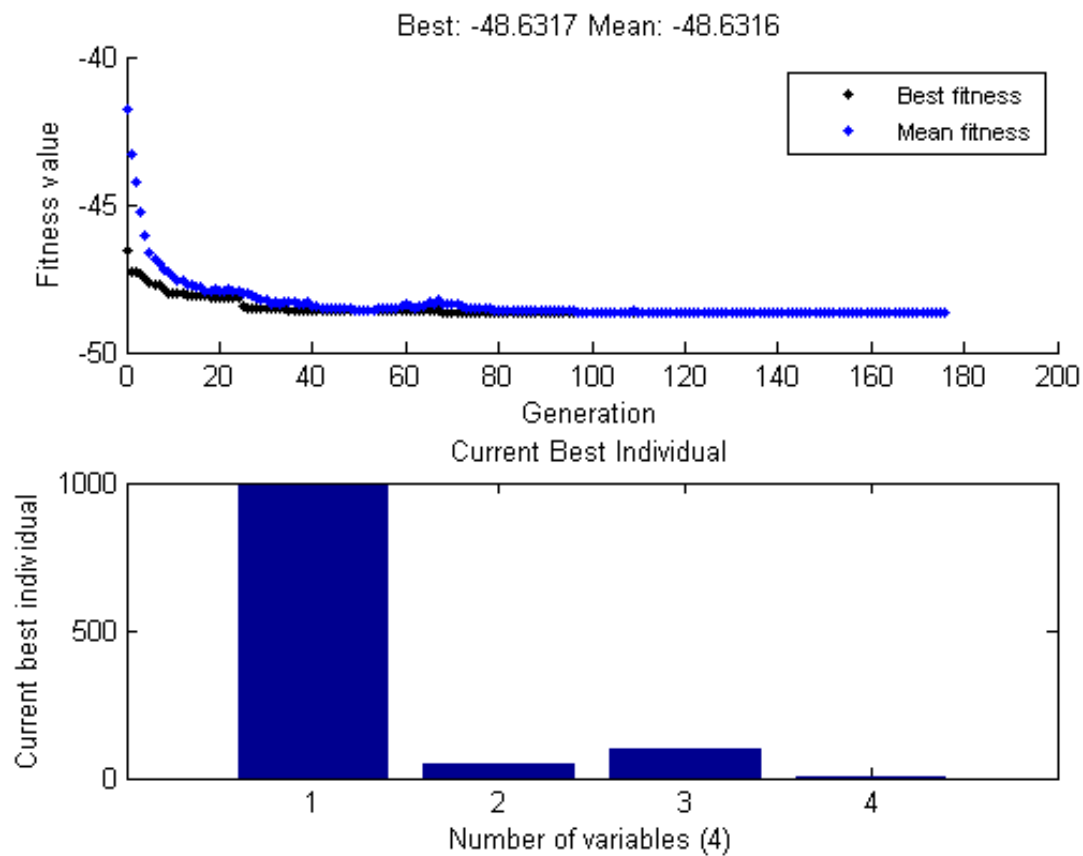 Best: -48.6317 Mean: -48.6316
-40
-45
-50
Fitness value
Best fitness
Mean fitness
0 20 40 60 80 100 120 140 160 180 200
Generation
Current Best Individual
1000
500
0
Current best individual
1 2 3 4
Number of variables (4)